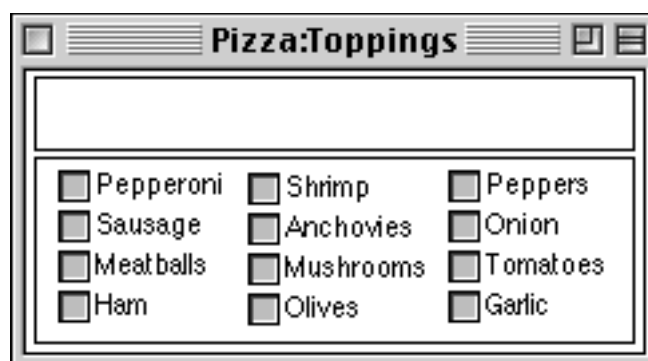 Pizza:Toppings
Pepperoni Shrimp Peppers
Sausage Anchovies Onion
Meatballs Mushrooms Tomatoes
Ham Olives Garlic